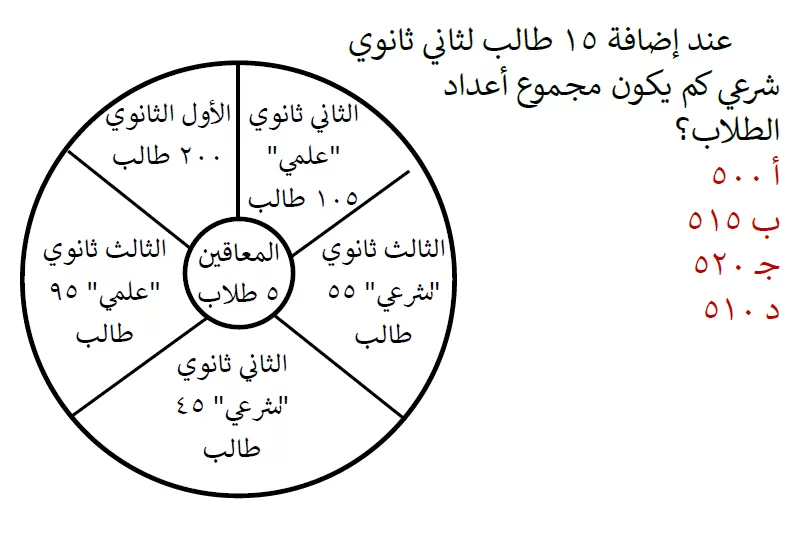 عند إضافة ١٥ طالب لثاني ثانوي
شرعي كم يكون مجموع أعداد
الطلاب؟
أ ٥٠٠
ب ٥١٥
جـ ٥٢٠
د ٥١٠
الثاني ثانوي
"علمي"
١٠٥ طالب
الأول الثانوي
٢٠٠ طالب
الثالث ثانوي
"شرعي" ٥٥
طالب
المعاقين
٥ طلاب
الثالث ثانوي
"علمي" ٩٥
طالب
الثاني ثانوي
"شرعي" ٤٥
طالب